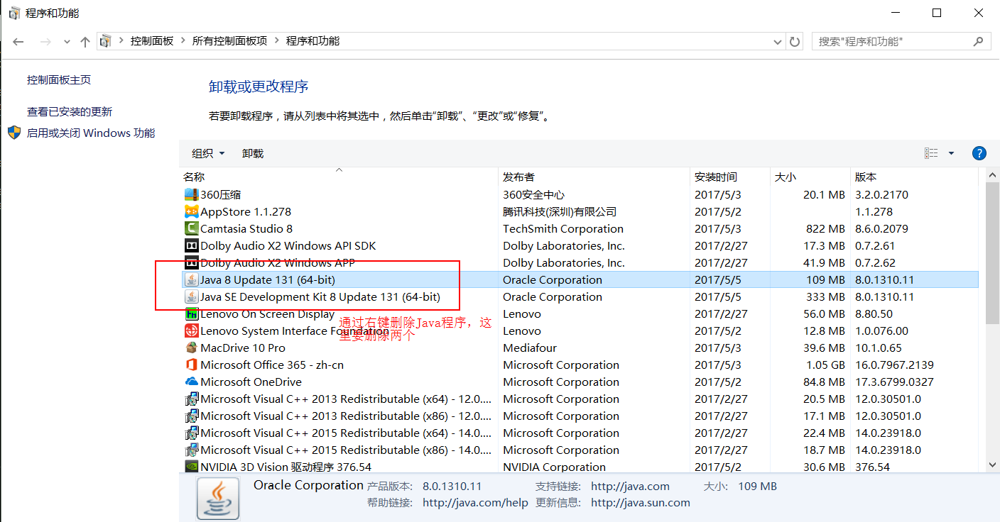 程序和功能
控制面板 › 所有控制面板项 › 程序和功能
搜索"程序和功能"
控制面板主页
查看已安装的更新
启用或关闭 Windows 功能
卸载或更改程序
若要卸载程序，请从列表中将其选中，然后单击“卸载”、“更改”或“修复”。
组织 卸载
名称 发布者 安装时间 大小 版本
360压缩 360安全中心 2017/5/3 20.1 MB 3.2.0.2170
AppStore 1.1.278 腾讯科技(深圳)有限公司 2017/5/2 1.1.278
Camtasia Studio 8 TechSmith Corporation 2017/5/3 822 MB 8.6.0.2079
Dolby Audio X2 Windows API SDK Dolby Laboratories, Inc. 2017/2/27 17.3 MB 0.7.2.61
Dolby Audio X2 Windows APP Dolby Laboratories, Inc. 2017/2/27 41.9 MB 0.7.2.62
Java 8 Update 131 (64-bit) Oracle Corporation 2017/5/5 109 MB 8.0.1310.11
Java SE Development Kit 8 Update 131 (64-bit) Oracle Corporation 2017/5/5 333 MB 8.0.1310.11
Lenovo On Screen Display Lenovo 2017/2/27 56.0 MB 8.80.50
通过右键删除Java程序，这
里要删除两个
Lenovo System Interface Foundation Lenovo 2017/5/2 12.8 MB 1.0.076.00
MacDrive 10 Pro Mediafour 2017/5/3 39.6 MB 10.1.0.65
Microsoft Office 365 - zh-cn Microsoft Corporation 2017/5/3 1.05 GB 16.0.7967.2139
Microsoft OneDrive Microsoft Corporation 2017/5/3 84.8 MB 17.3.6799.0327
Microsoft Visual C++ 2013 Redistributable (x64) - 12.0.... Microsoft Corporation 2017/2/27 20.5 MB 12.0.30501.0
Microsoft Visual C++ 2013 Redistributable (x86) - 12.0.... Microsoft Corporation 2017/2/27 17.1 MB 12.0.30501.0
Microsoft Visual C++ 2015 Redistributable (x64) - 14.0.... Microsoft Corporation 2017/2/27 22.4 MB 14.0.23918.0
Microsoft Visual C++ 2015 Redistributable (x86) - 14.0.... Microsoft Corporation 2017/2/27 18.7 MB 14.0.23918.0
NVIDIA 3D Vision 驱动程序 376.54 NVIDIA Corporation 2017/5/2 30.6 MB 376.54
Oracle Corporation 产品版本: 8.0.1310.11 支持链接: http://java.com 大小: 109 MB
帮助链接: http://java.com/help 更新信息: http://java.sun.com